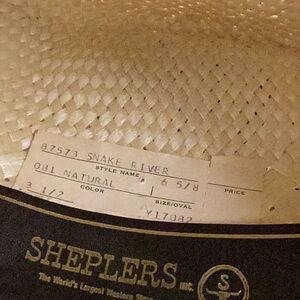 87573 SNAKE RIVER
STYLE NAME
081 NATURAL 6 5/8 PRICE
COLOR SIZE/OVAL
3 1/2 Y17082
SHEPLERS INC.
S
The World's Largest Western Store